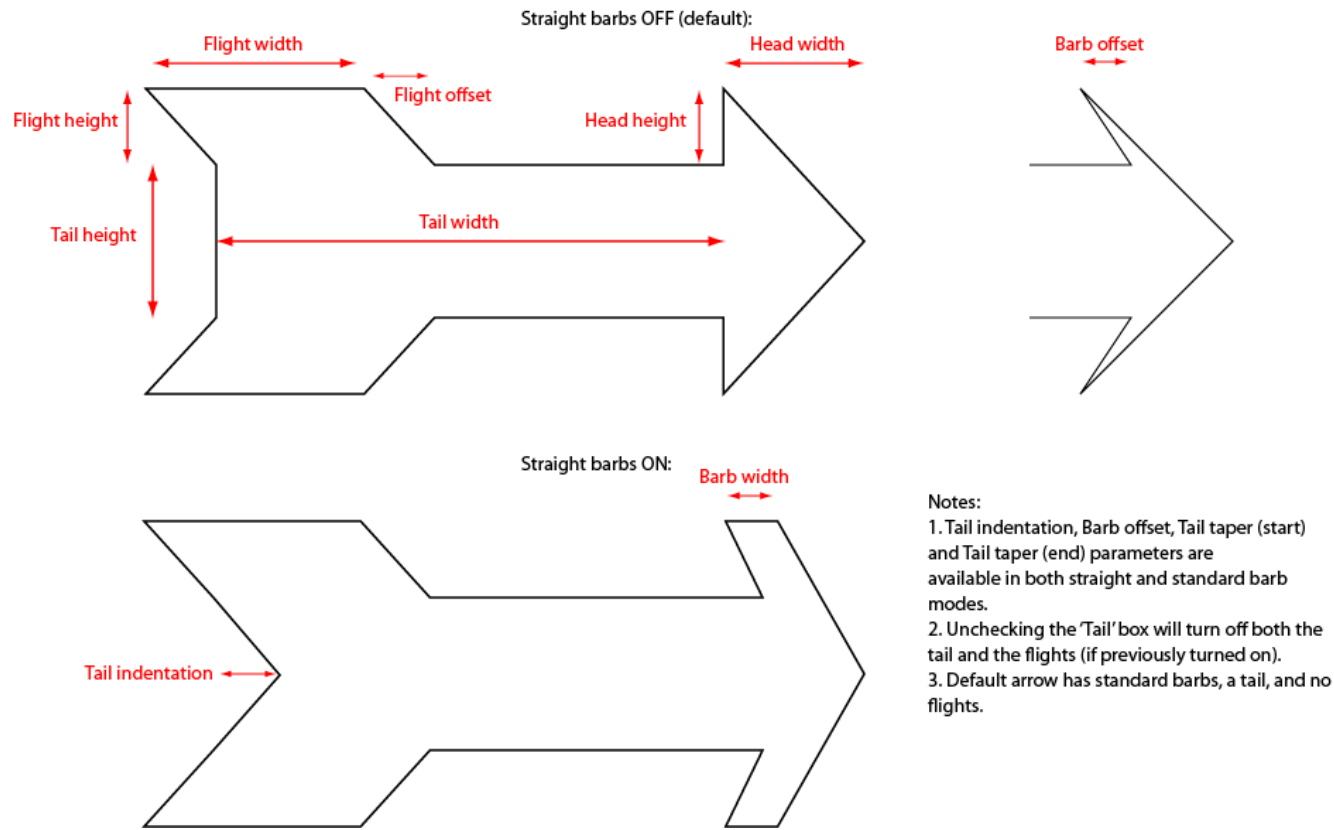 Straight barbs OFF (default):
Flight width
Head width
Barb offset
Flight offset
Flight height
Head height
Tail height
Tail width
Straight barbs ON:
Barb width
Tail indentation
Notes:
1. Tail indentation, Barb offset, Tail taper (start)
and Tail taper (end) parameters are
available in both straight and standard barb
modes.
2. Unchecking the 'Tail' box will turn off both the
tail and the flights (if previously turned on).
3. Default arrow has standard barbs, a tail, and no
flights.